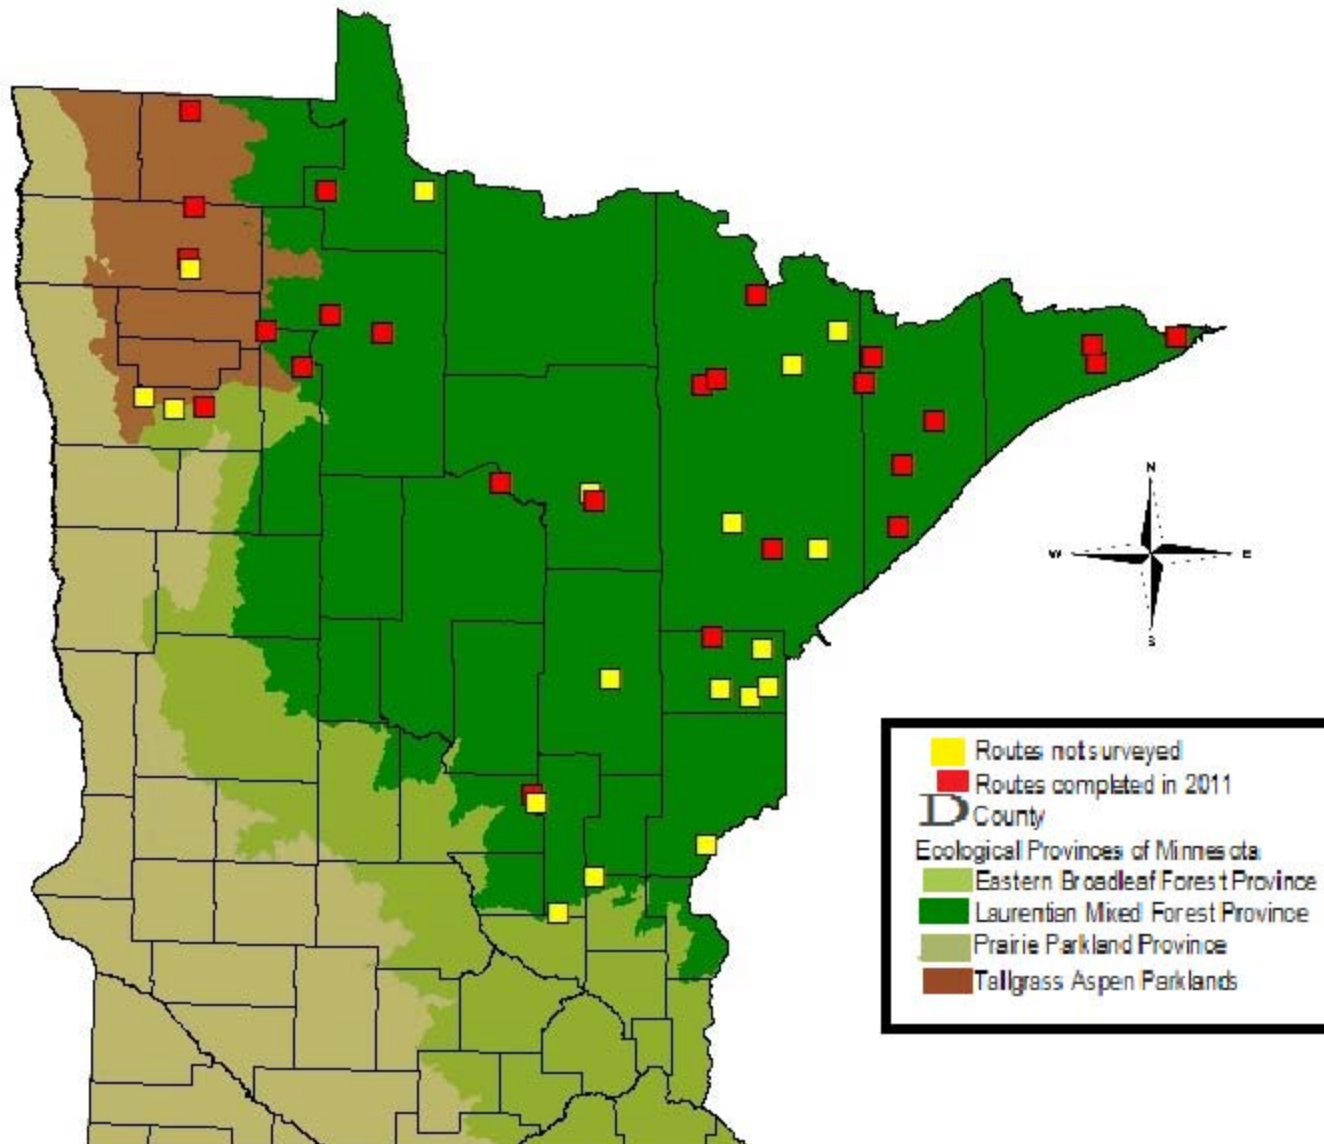 N
W
E
S
Routes not surveyed
Routes completed in 2011
County
Ecological Provinces of Minnesota
Eastern Broadleaf Forest Province
Laurentian Mixed Forest Province
Prairie Parkland Province
Tallgrass Aspen Parklands